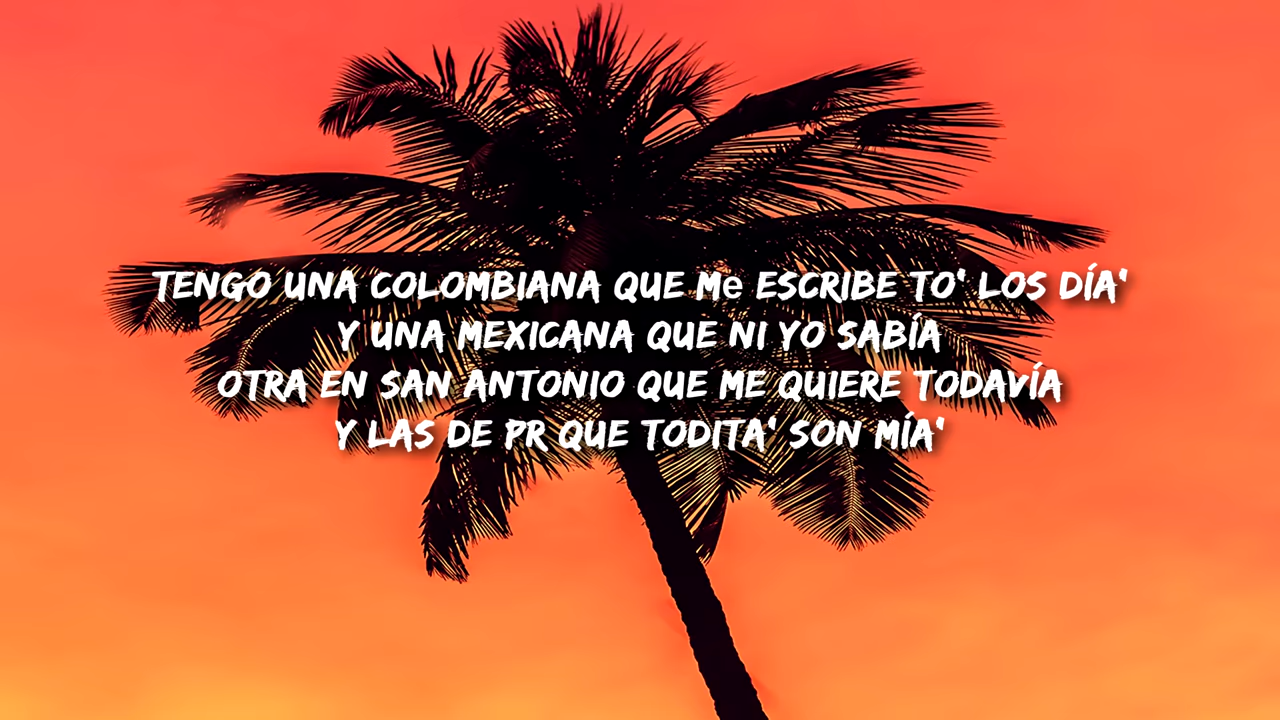 TENGO UNA COLOMBIANA QUE Me ESCRIBE TO' LOS DÍA'
Y UNA MEXICANA QUE NI YO SABÍA
OTRA EN SAN ANTONIO QUE ME QUIERE TODAVÍA
Y LAS DE PR QUE TODITA' SON MÍA'